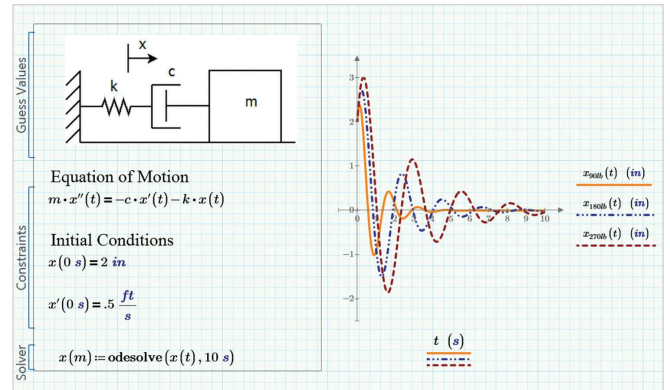 Guess Values
x
k
c
m
Equation of Motion
m·x''(t)=-c·x'(t)-k·x(t)
Constraints
Initial Conditions
x(0 s)=2 in
x'(0 s)=.5 ft/s
Solver
x(m):=odesolve(x(t),10 s)
3
2
1
0
-1
-2
0 1 2 3 4 5 6 7 8 9 10
t (s)
x90lb(t) (in)
x180lb(t) (in)
x270lb(t) (in)